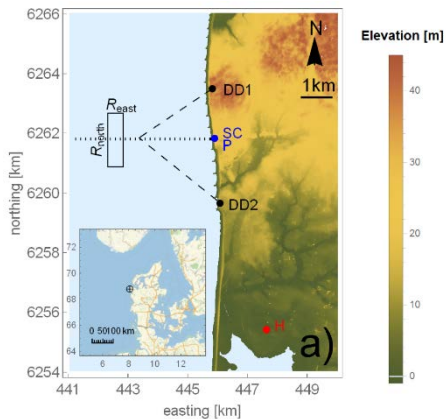 Elevation [m]
6266
6264
6262
6260
6258
6256
6254
northing [km]
N
1km
DD1
SC
P
DD2
H
R_east
R_north
72
70
68
66
64
0 50100 km
6 8 10 12
a)
441 443 445 447 449
easting [km]
40
30
20
10
0